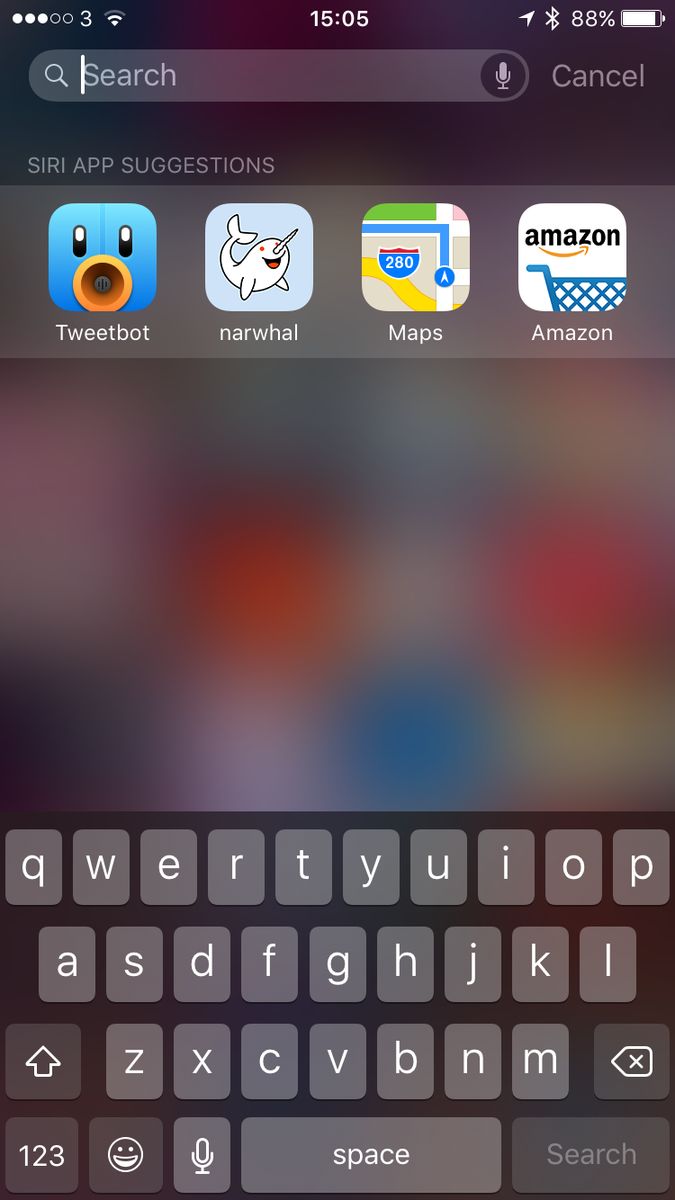 3 15:05 88%
Search Cancel
SIRI APP SUGGESTIONS
280 amazon
Tweetbot narwhal Maps Amazon
q w e r t y u i o p
a s d f g h j k l
z x c v b n m
123 space Search